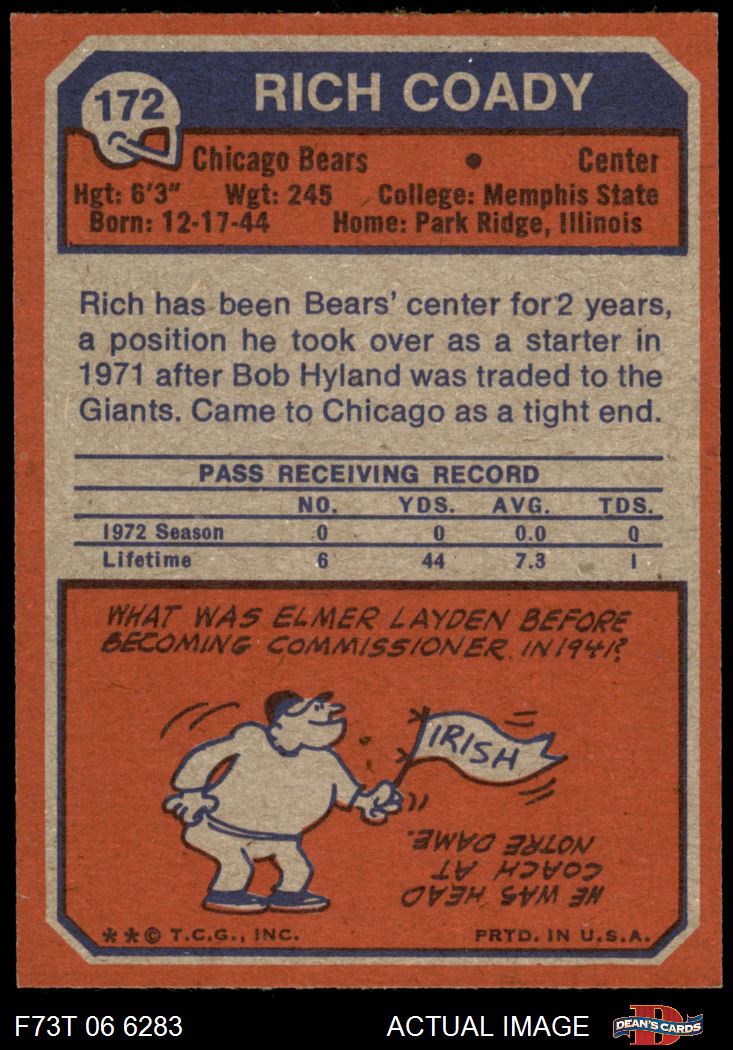 172
RICH COADY
Chicago Bears • Center
Hgt: 6'3" Wgt: 245 College: Memphis State
Born: 12-17-44 Home: Park Ridge, Illinois
Rich has been Bears' center for 2 years,
a position he took over as a starter in
1971 after Bob Hyland was traded to the
Giants. Came to Chicago as a tight end.
PASS RECEIVING RECORD
NO. YDS. AVG. TDS.
1972 Season 0 0 0.0 0
Lifetime 6 44 7.3 1
WHAT WAS ELMER LAYDEN BEFORE
BECOMING COMMISSIONER IN 1941?
IRISH
HE WAS HEAD
COACH AT
NOTRE DAME.
**© T.C.G., INC. PRTD. IN U.S.A.
F73T 06 6283 ACTUAL IMAGE D DEAN'S CARDS